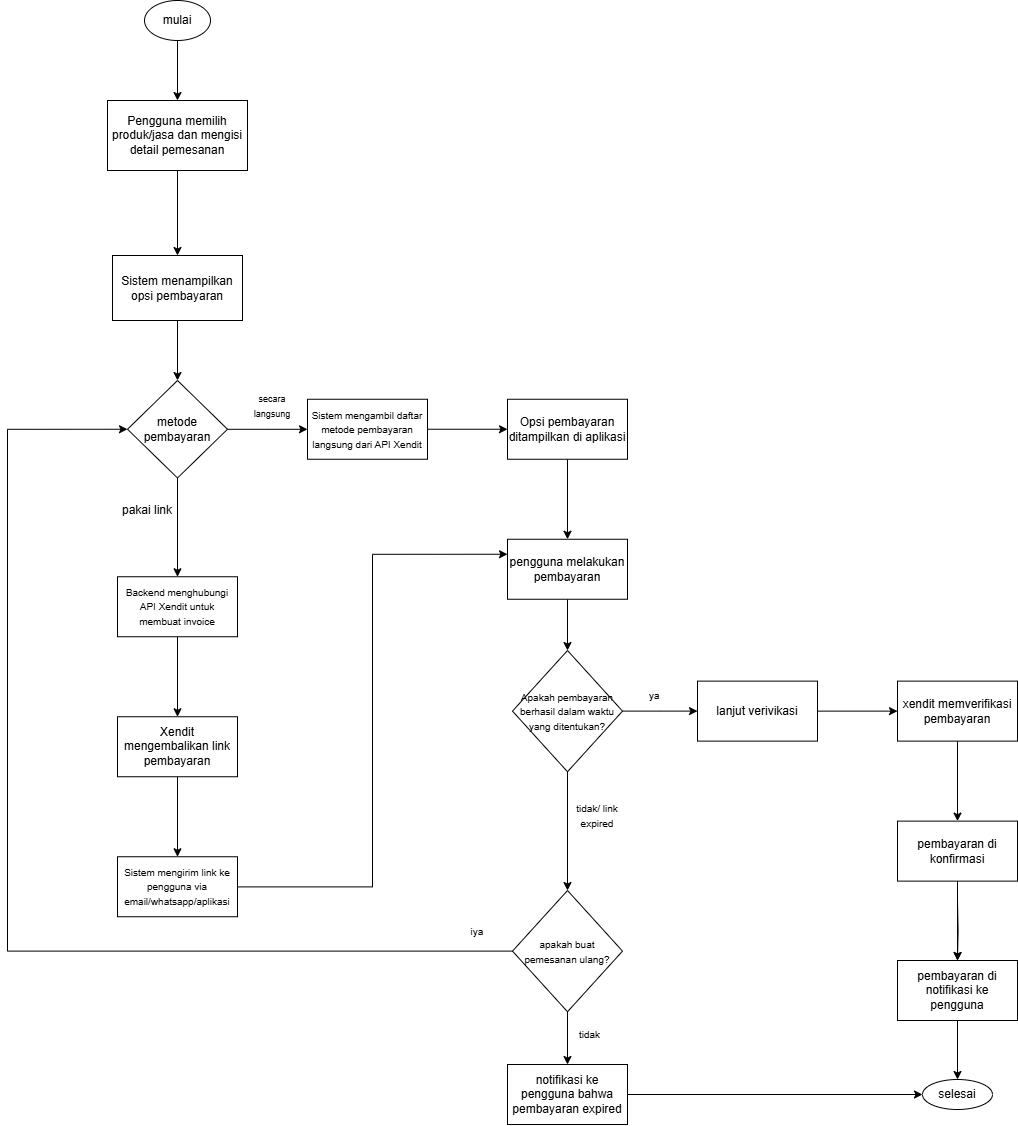 mulai
Pengguna memilih
produk/jasa dan mengisi
detail pemesanan
Sistem menampilkan
opsi pembayaran
metode
pembayaran
secara
langsung
Sistem mengambil daftar
metode pembayaran
langsung dari API Xendit
Opsi pembayaran
ditampilkan di aplikasi
pakai link
Backend menghubungi
API Xendit untuk
membuat invoice
Xendit
mengembalikan link
pembayaran
Sistem mengirim link ke
pengguna via
email/whatsapp/aplikasi
pengguna melakukan
pembayaran
Apakah pembayaran
berhasil dalam waktu
yang ditentukan?
ya
lanjut verivikasi
xendit memverifikasi
pembayaran
tidak/ link
expired
pembayaran di
konfirmasi
iya
apakah buat
pemesanan ulang?
pembayaran di
notifikasi ke
pengguna
tidak
notifikasi ke
pengguna bahwa
pembayaran expired
selesai